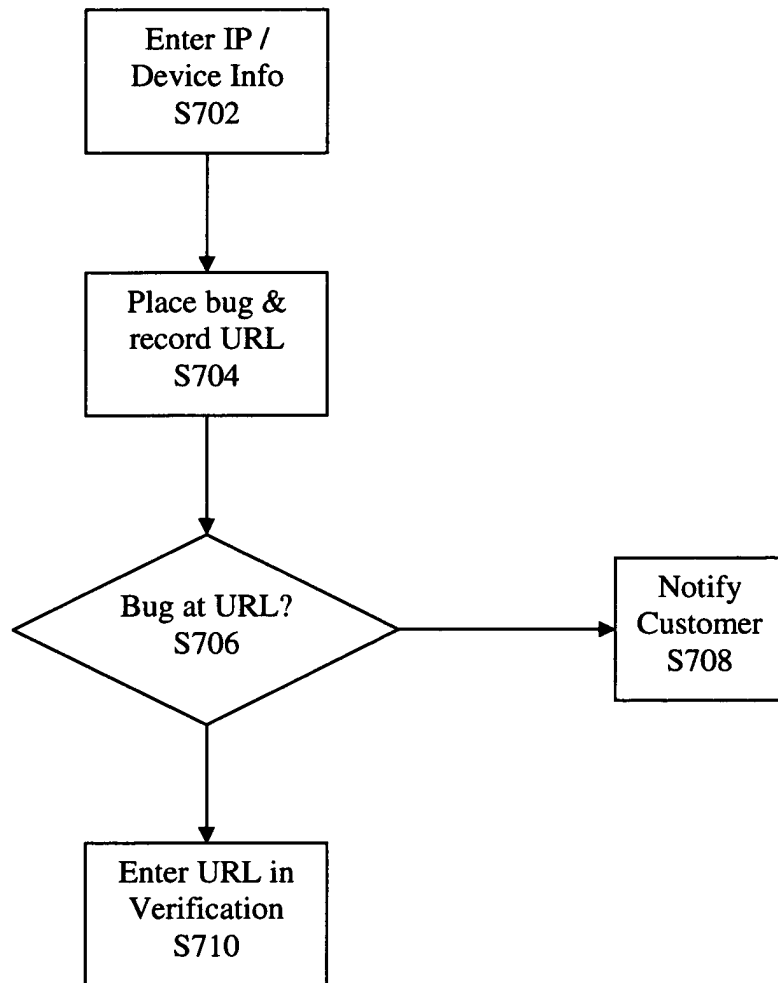 Enter IP /
Device Info
S702
Place bug &
record URL
S704
Bug at URL?
S706
Notify
Customer
S708
Enter URL in
Verification
S710